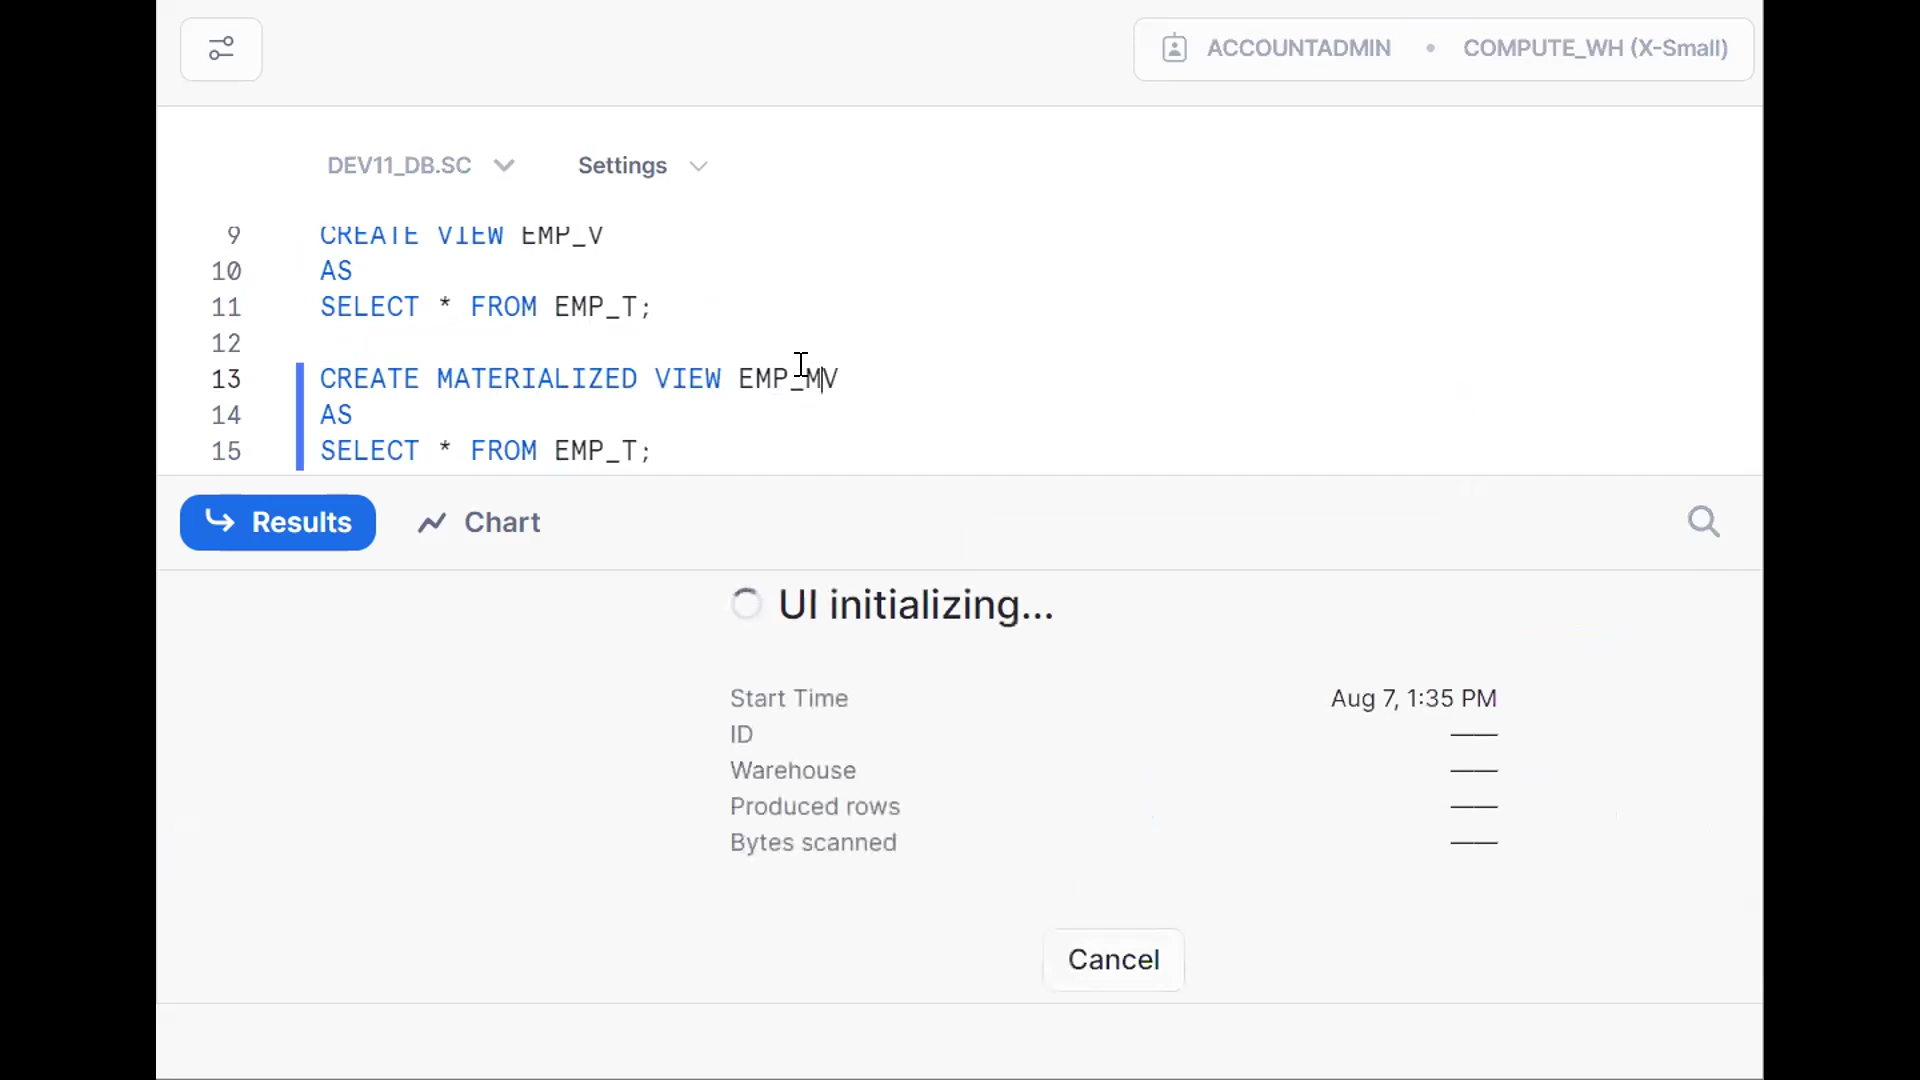 ACCOUNTADMIN • COMPUTE_WH (X-Small)
DEV11_DB.SC Settings
9 CREATE VIEW EMP_V
10 AS
11 SELECT * FROM EMP_T;
12
13 CREATE MATERIALIZED VIEW EMP_MV
14 AS
15 SELECT * FROM EMP_T;
Results Chart
UI initializing...
Start Time Aug 7, 1:35 PM
ID ——
Warehouse ——
Produced rows ——
Bytes scanned ——
Cancel